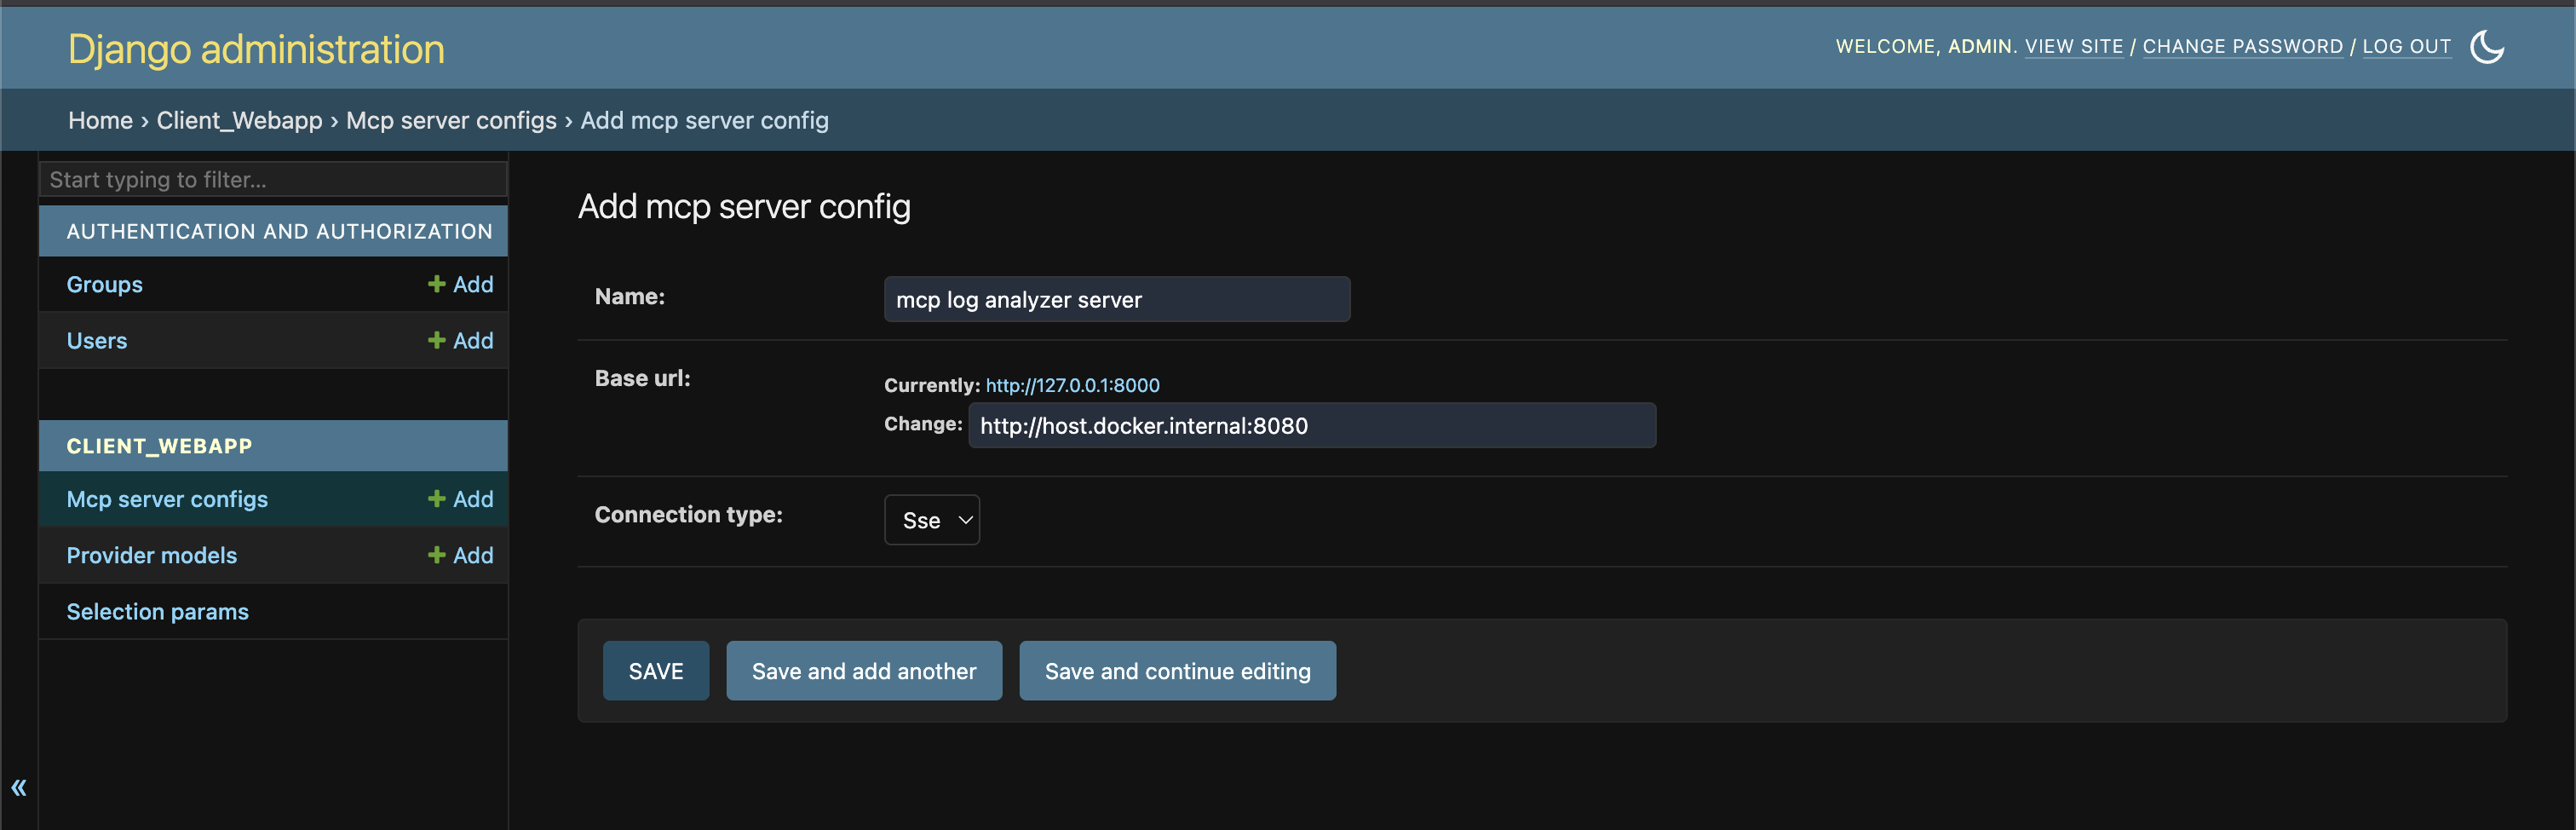 Django administration
WELCOME, ADMIN. VIEW SITE / CHANGE PASSWORD / LOG OUT
Home › Client_Webapp › Mcp server configs › Add mcp server config
Start typing to filter...
AUTHENTICATION AND AUTHORIZATION
Groups + Add
Users + Add
CLIENT_WEBAPP
Mcp server configs + Add
Provider models + Add
Selection params
«
Add mcp server config
Name: mcp log analyzer server
Base url: Currently: http://127.0.0.1:8000
Change: http://host.docker.internal:8080
Connection type: Sse
SAVE Save and add another Save and continue editing